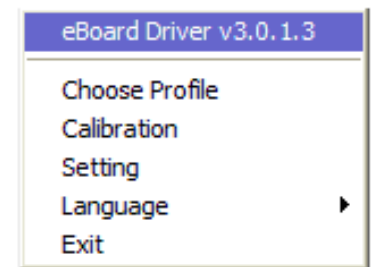 eBoard Driver v3.0.1.3
Choose Profile
Calibration
Setting
Language
Exit